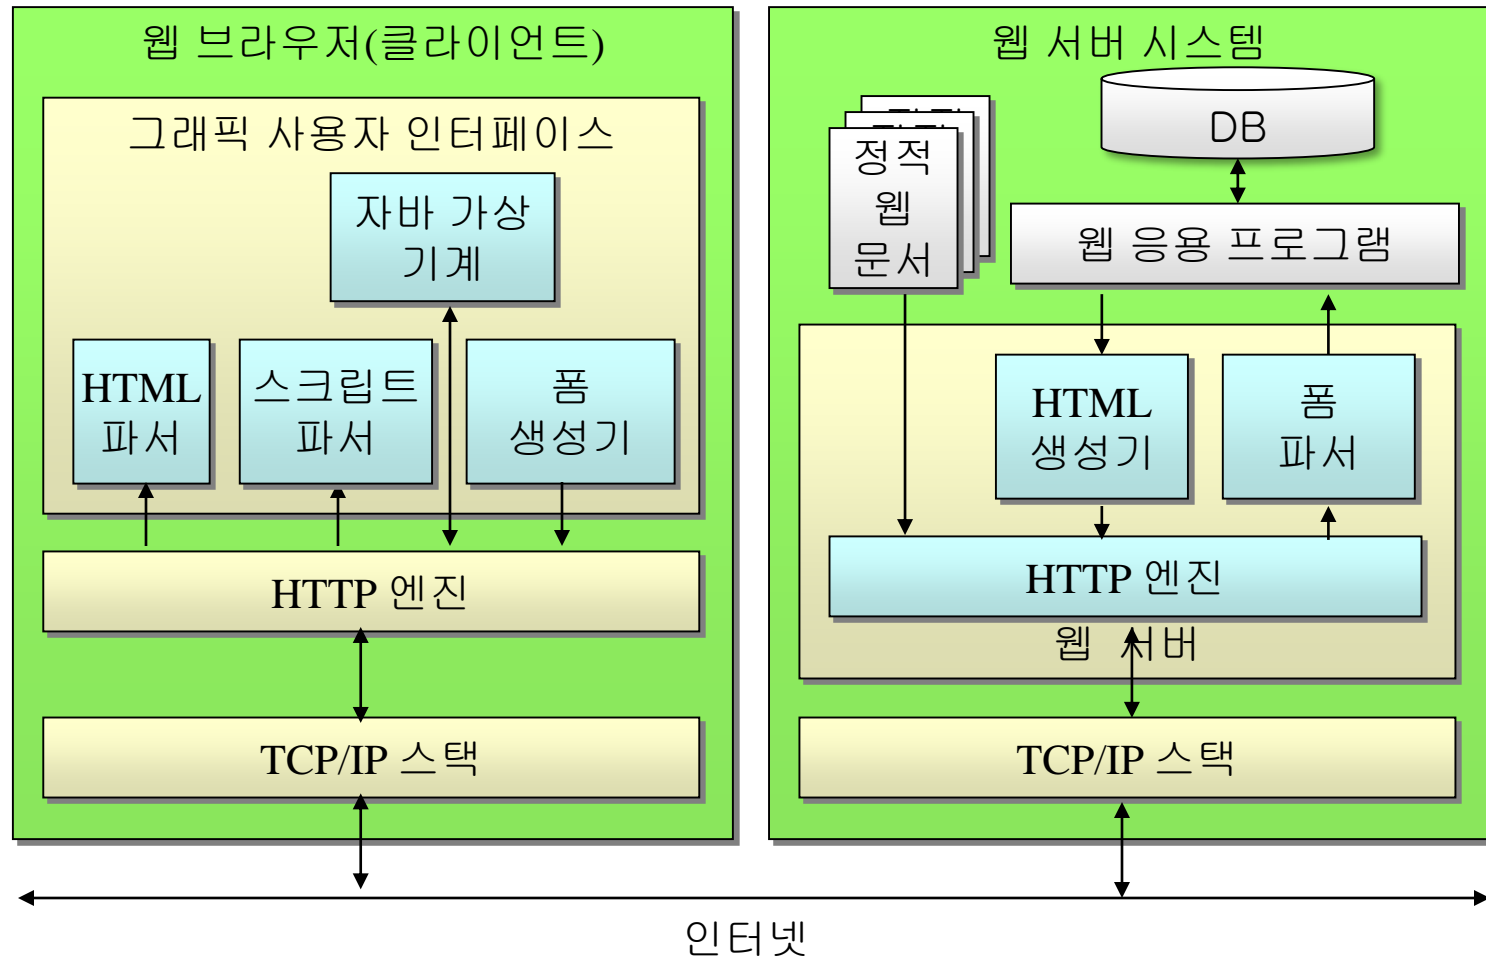 웹 브라우저(클라이언트)
그래픽 사용자 인터페이스
자바 가상
기계
HTML
파서
스크립트
파서
폼
생성기
HTTP 엔진
TCP/IP 스택
웹 서버 시스템
DB
정적
웹
문서
웹 응용 프로그램
HTML
생성기
폼
파서
HTTP 엔진
웹 서버
TCP/IP 스택
인터넷